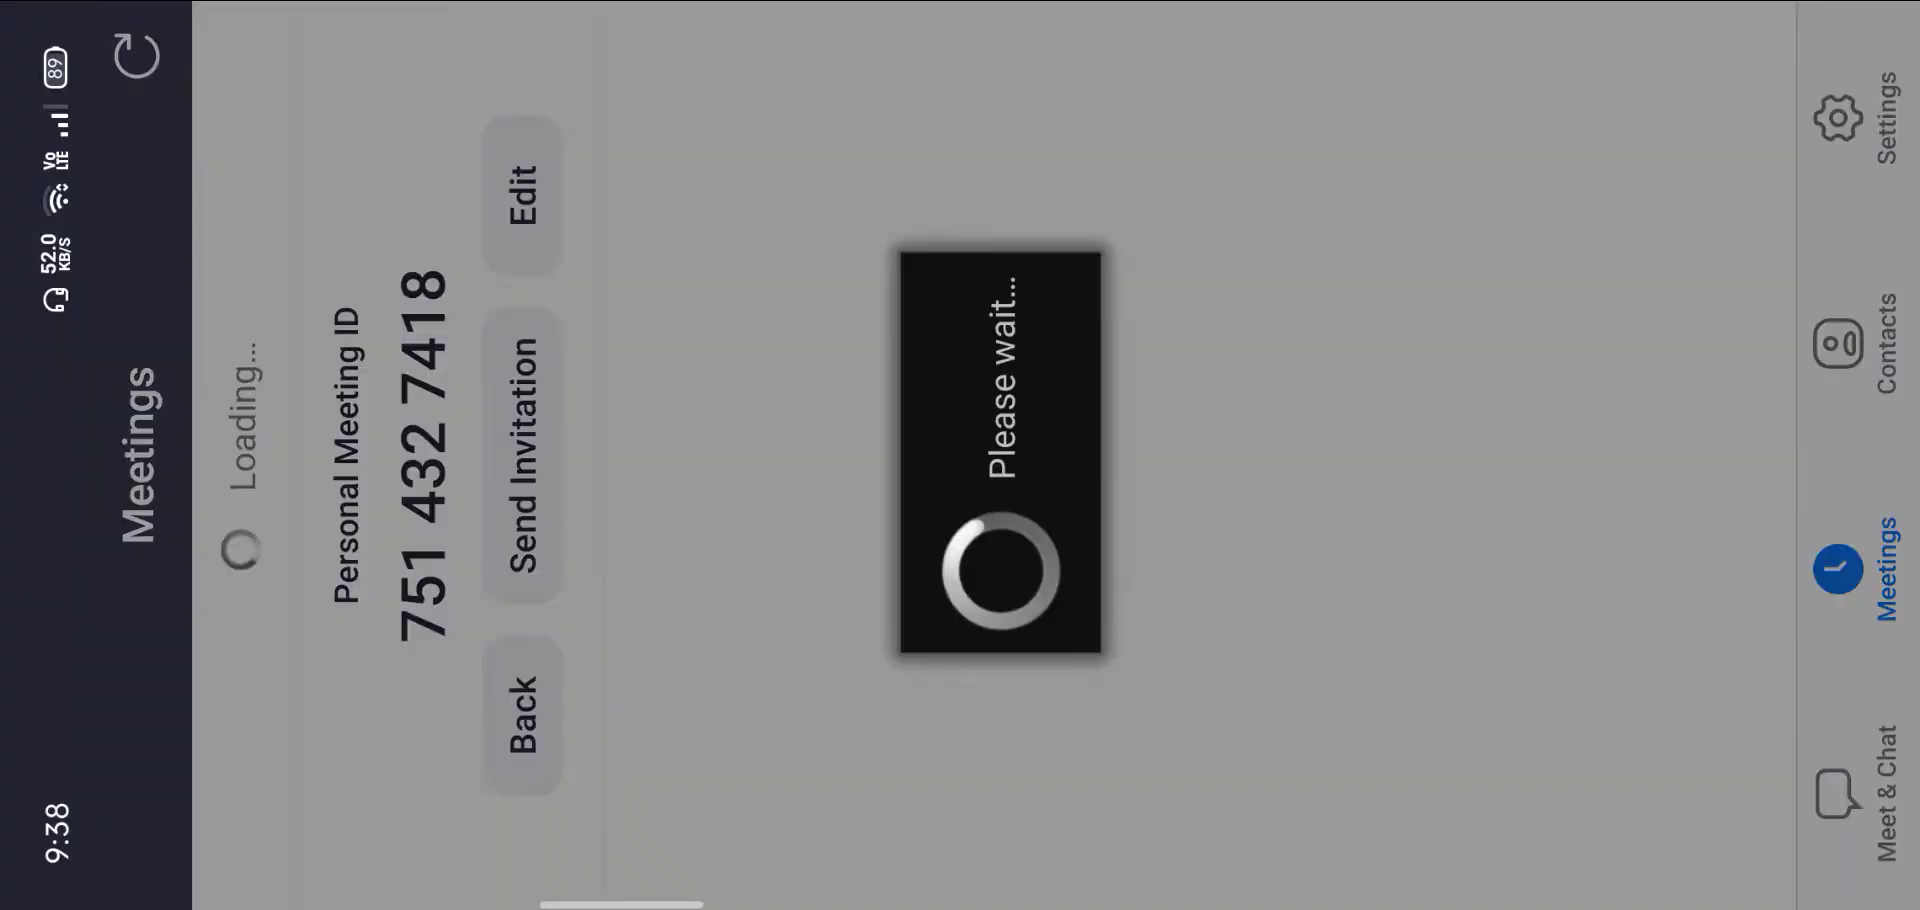 9:38
52.0
KB/S
Vo
LTE
89
Meetings
Loading...
Personal Meeting ID
751 432 7418
Back
Send Invitation
Edit
Please wait...
Meet & Chat
Meetings
Contacts
Settings